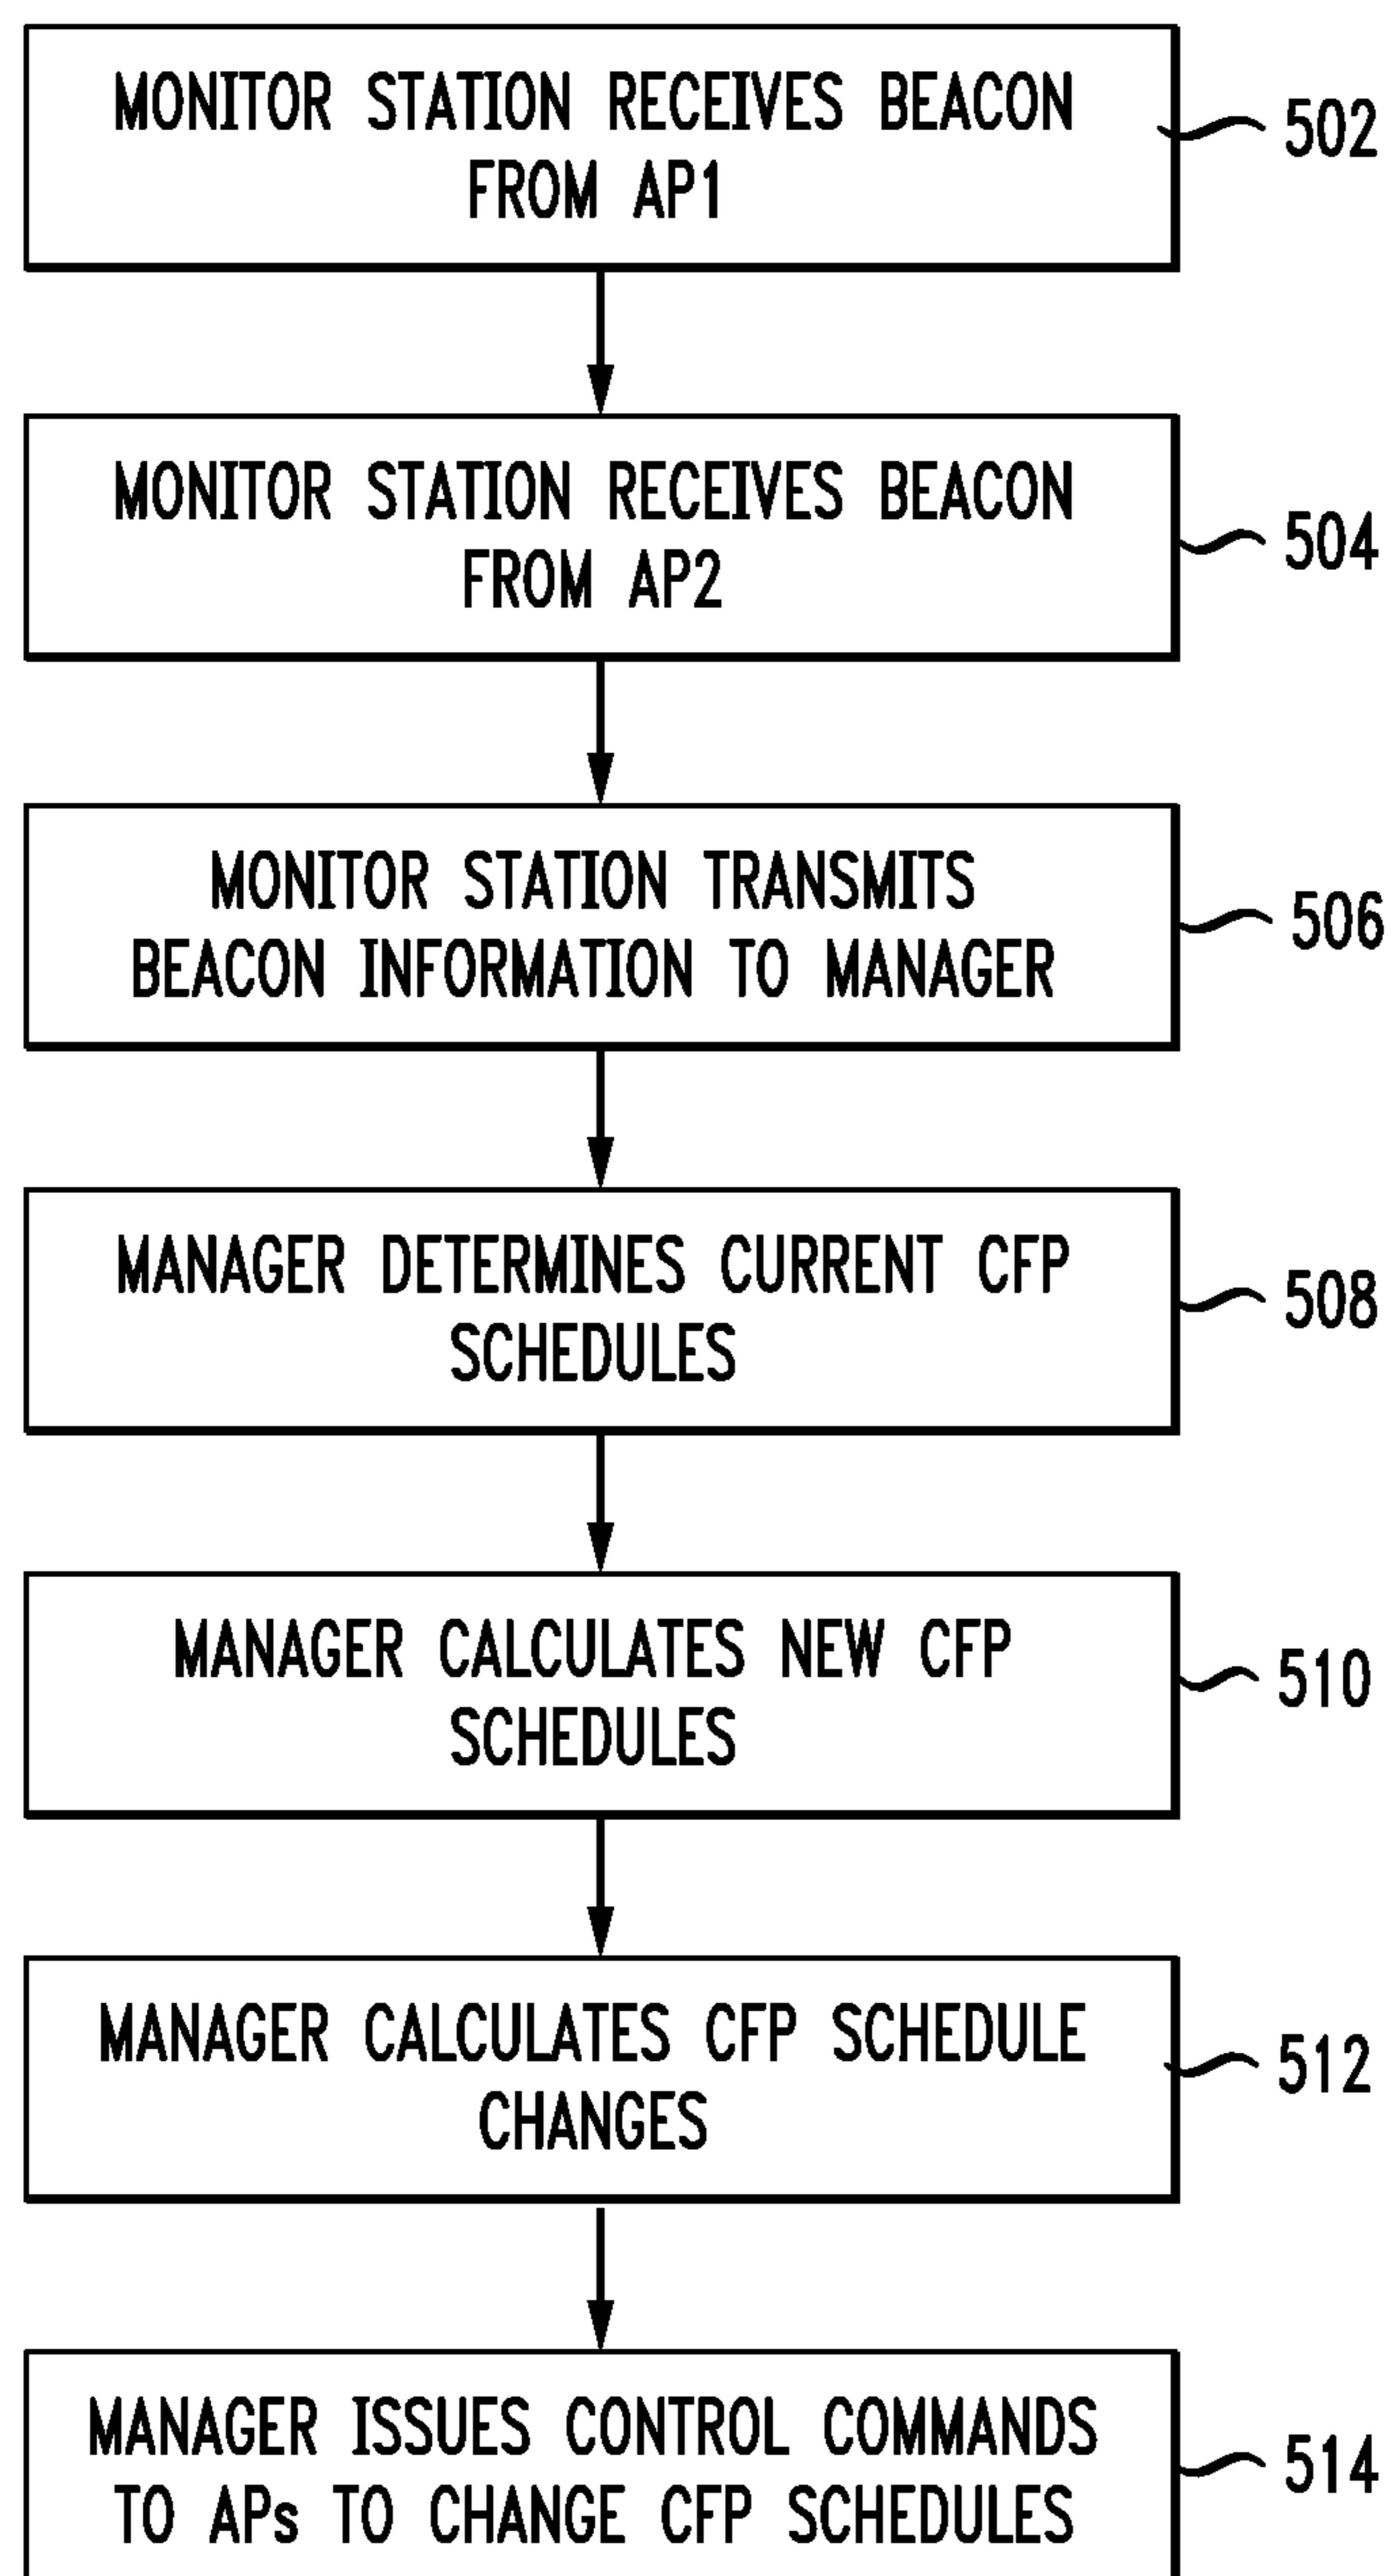 MONITOR STATION RECEIVES BEACON
FROM AP1
502
MONITOR STATION RECEIVES BEACON
FROM AP2
504
MONITOR STATION TRANSMITS
BEACON INFORMATION TO MANAGER
506
MANAGER DETERMINES CURRENT CFP
SCHEDULES
508
MANAGER CALCULATES NEW CFP
SCHEDULES
510
MANAGER CALCULATES CFP SCHEDULE
CHANGES
512
MANAGER ISSUES CONTROL COMMANDS
TO APs TO CHANGE CFP SCHEDULES
514